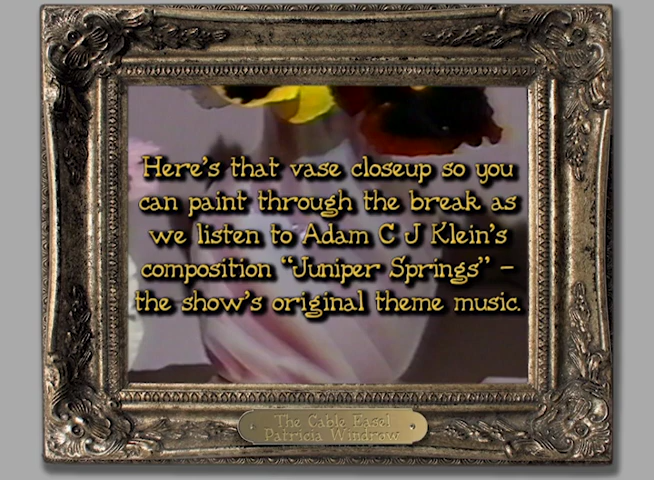 Here's that vase closeup so you
can paint through the break as
we listen to Adam C J Klein's
composition “Juniper Springs” –
the show's original theme music.
The Cable Easel
Patricia Windrow